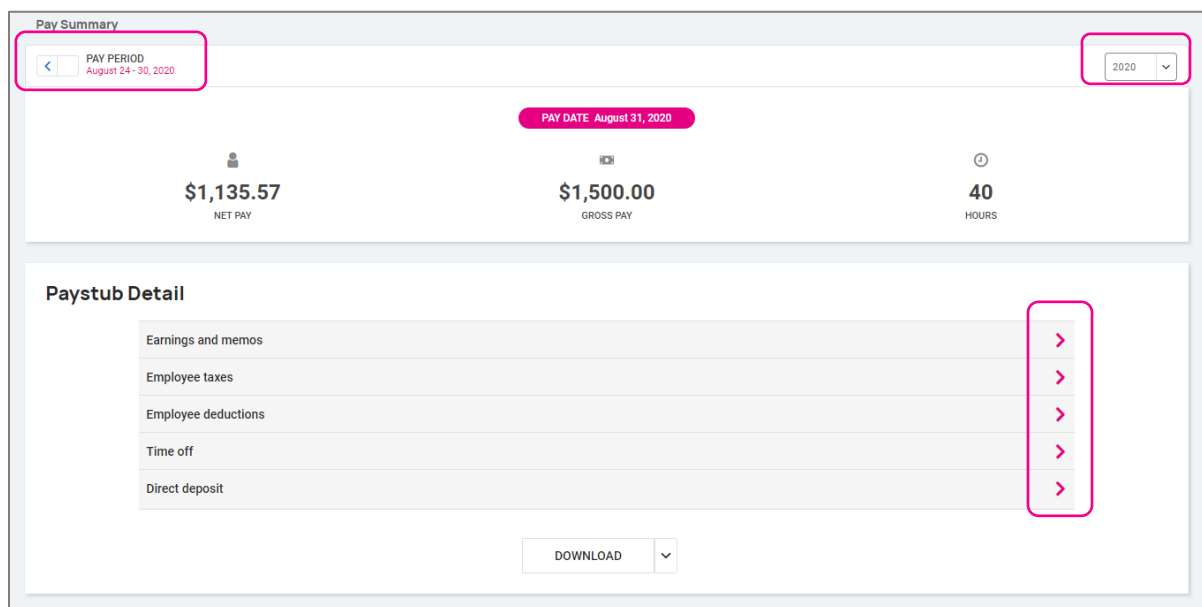 Pay Summary
PAY PERIOD
August 24 - 30, 2020
2020
PAY DATE August 31, 2020
$1,135.57
NET PAY
$1,500.00
GROSS PAY
40
HOURS
Paystub Detail
Earnings and memos
Employee taxes
Employee deductions
Time off
Direct deposit
DOWNLOAD